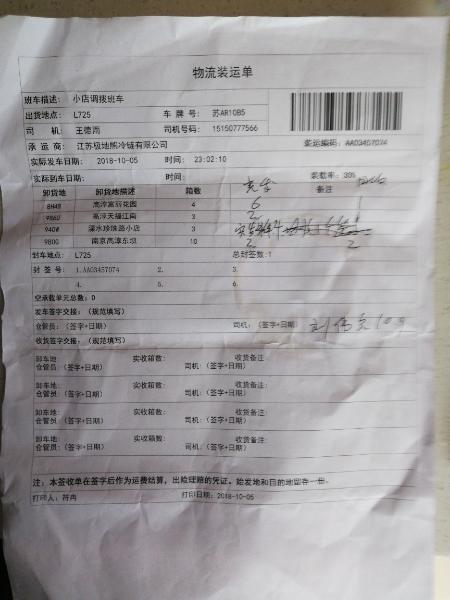 物流装运单
班车描述: 小店调拨班车
出货地点: L725 车 牌 号: 苏AR10B5
司 机: 王德雨 司机号码: 15150777566
承 运 商: 江苏极地熊冷链有限公司 装运编码: AA03457074
实际发车日期: 2018-10-05 时间: 23:02:10
实际到车日期: 时间: 装载率: 30%
卸货地 卸货地描述 箱数 备注
8H48 高淳富丽花园 4 6 1
986U 高淳天福江南 3 2 1
940# 溧水珍珠路小店 3
980G 南京高淳东坝 10 2 2
封车地点: L725 总封签数:1
封 签 号: 1.AA03457074 2. 3.
4. 5. 6.
空承载单元总数: 0
发车签字交接: (规范填写)
仓管员: (签字+日期) 司机: (签字+日期)
收货签字交接: (规范填写)
卸车地: 实收箱数: 收货备注:
仓管员: (签字+日期) 司机: (签字+日期)
卸车地: 实收箱数: 收货备注:
仓管员: (签字+日期) 司机: (签字+日期)
卸车地: 实收箱数: 收货备注:
仓管员: (签字+日期) 司机: (签字+日期)
卸车地: 实收箱数: 收货备注:
仓管员: (签字+日期) 司机: (签字+日期)
注: 本签收单在签字后作为运费结算, 出险理赔的凭证。始发地和目的地留存一份。
打印人: 符冉 打印日期: 2018-10-05